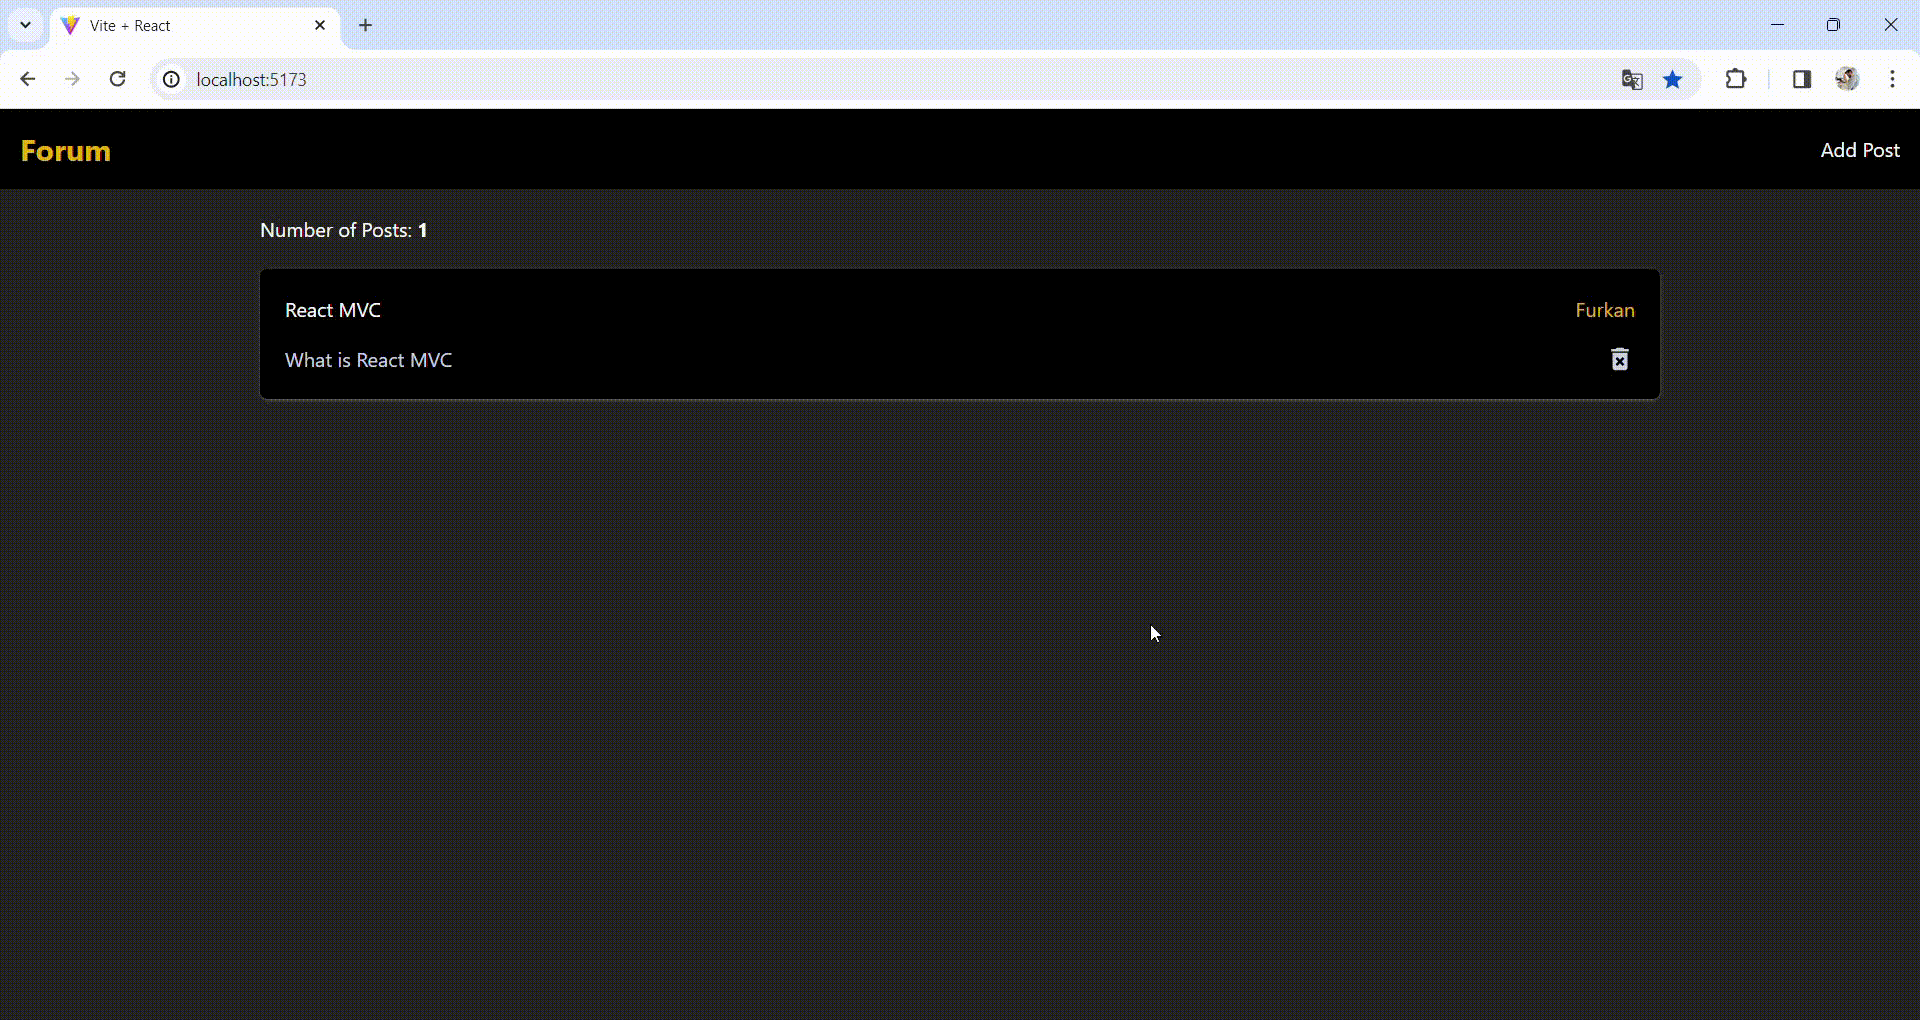 Vite + React
localhost:5173
Forum
Add Post
Number of Posts: 1
React MVC
Furkan
What is React MVC